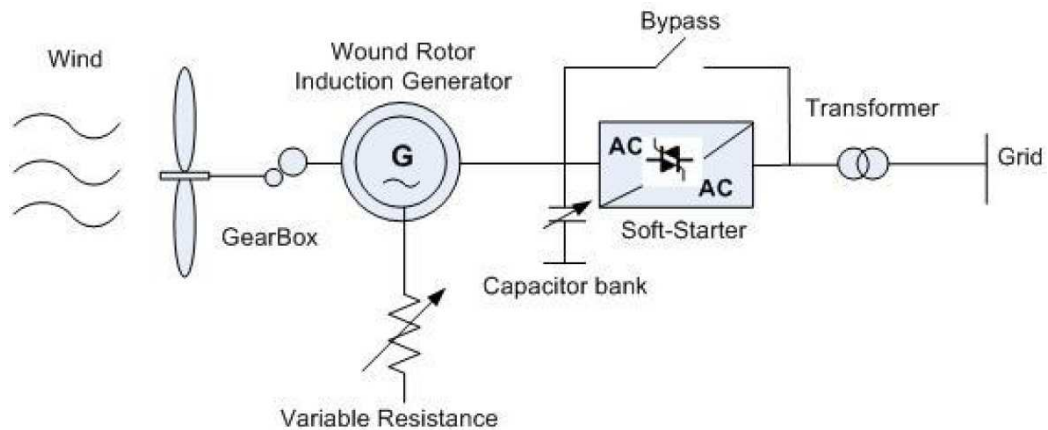 Bypass
Wind
Wound Rotor
Induction Generator
Transformer
G
AC
AC
Grid
GearBox
Soft-Starter
Capacitor bank
Variable Resistance